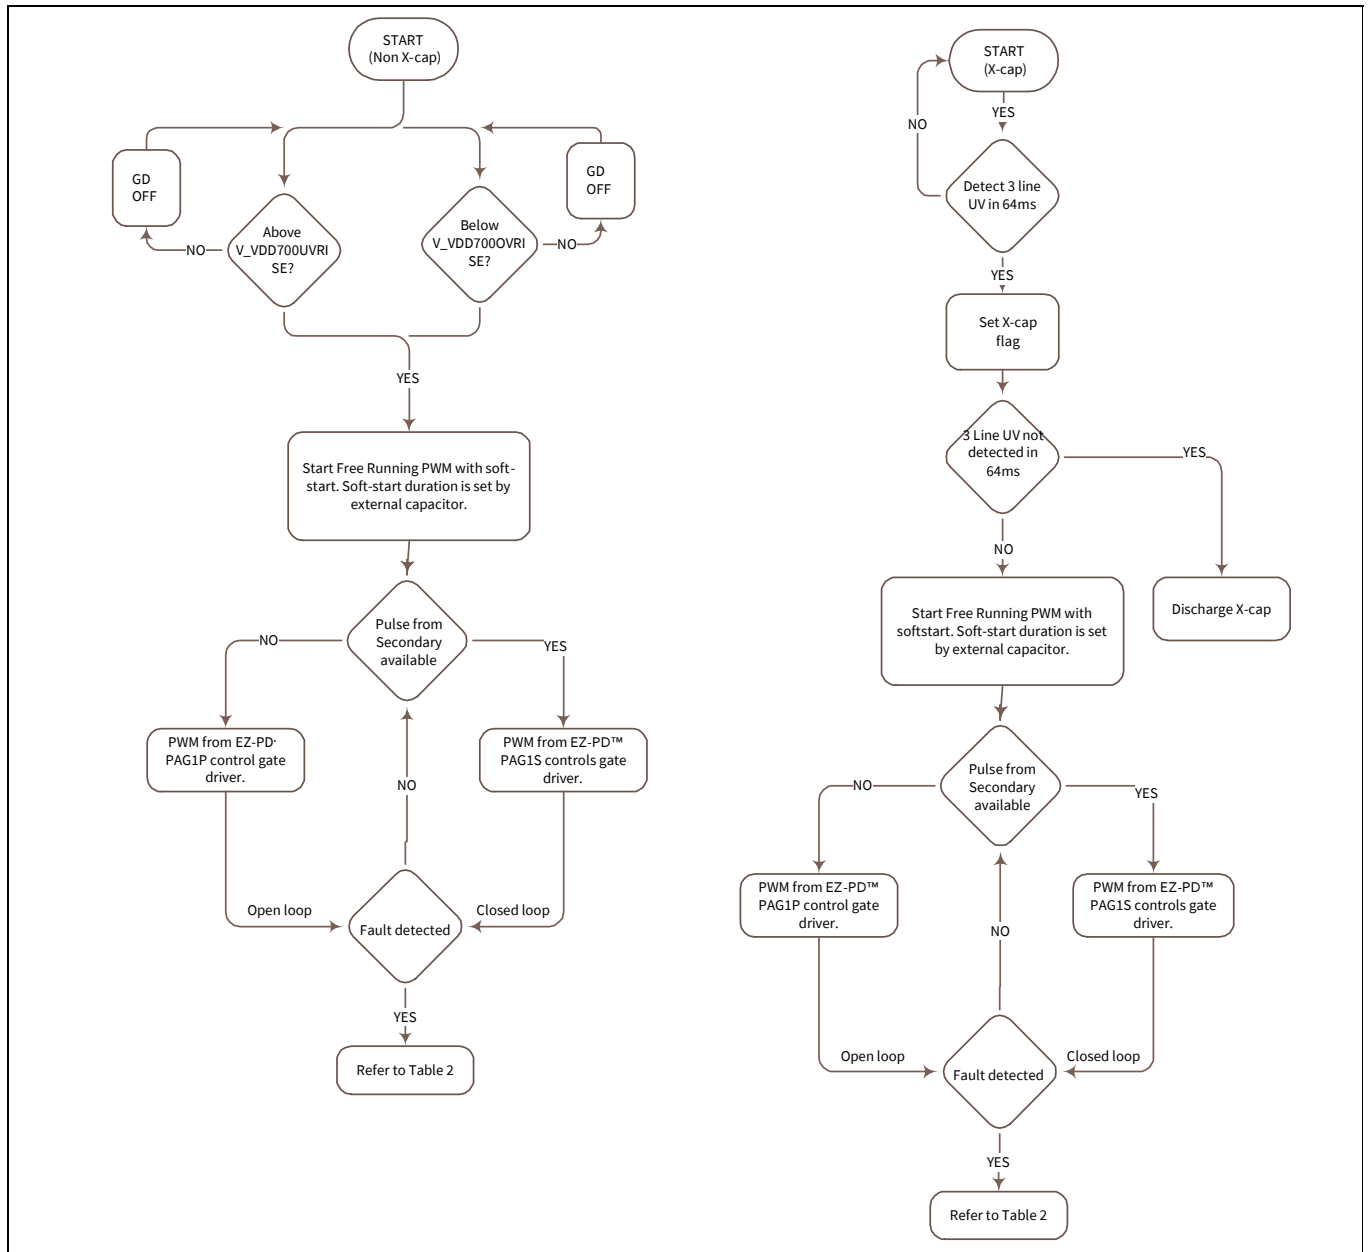 START
(Non X-cap)
GD
OFF
NO
Above
V_VDD700UVRI
SE?
Below
V_VDD700OVRI
SE?
NO
GD
OFF
YES
Start Free Running PWM with soft-
start. Soft-start duration is set by
external capacitor.
Pulse from
Secondary
available
NO
YES
PWM from EZ-PD
PAG1P control gate
driver.
PWM from EZ-PD™
PAG1S controls gate
driver.
NO
Open loop
Closed loop
Fault detected
YES
Refer to Table 2
START
(X-cap)
YES
NO
Detect 3 line
UV in 64ms
YES
Set X-cap
flag
3 Line UV not
detected in
64ms
YES
NO
Discharge X-cap
Start Free Running PWM with
softstart. Soft-start duration is set
by external capacitor.
Pulse from
Secondary
available
NO
YES
PWM from EZ-PD™
PAG1P control gate
driver.
PWM from EZ-PD™
PAG1S controls gate
driver.
NO
Open loop
Closed loop
Fault detected
YES
Refer to Table 2